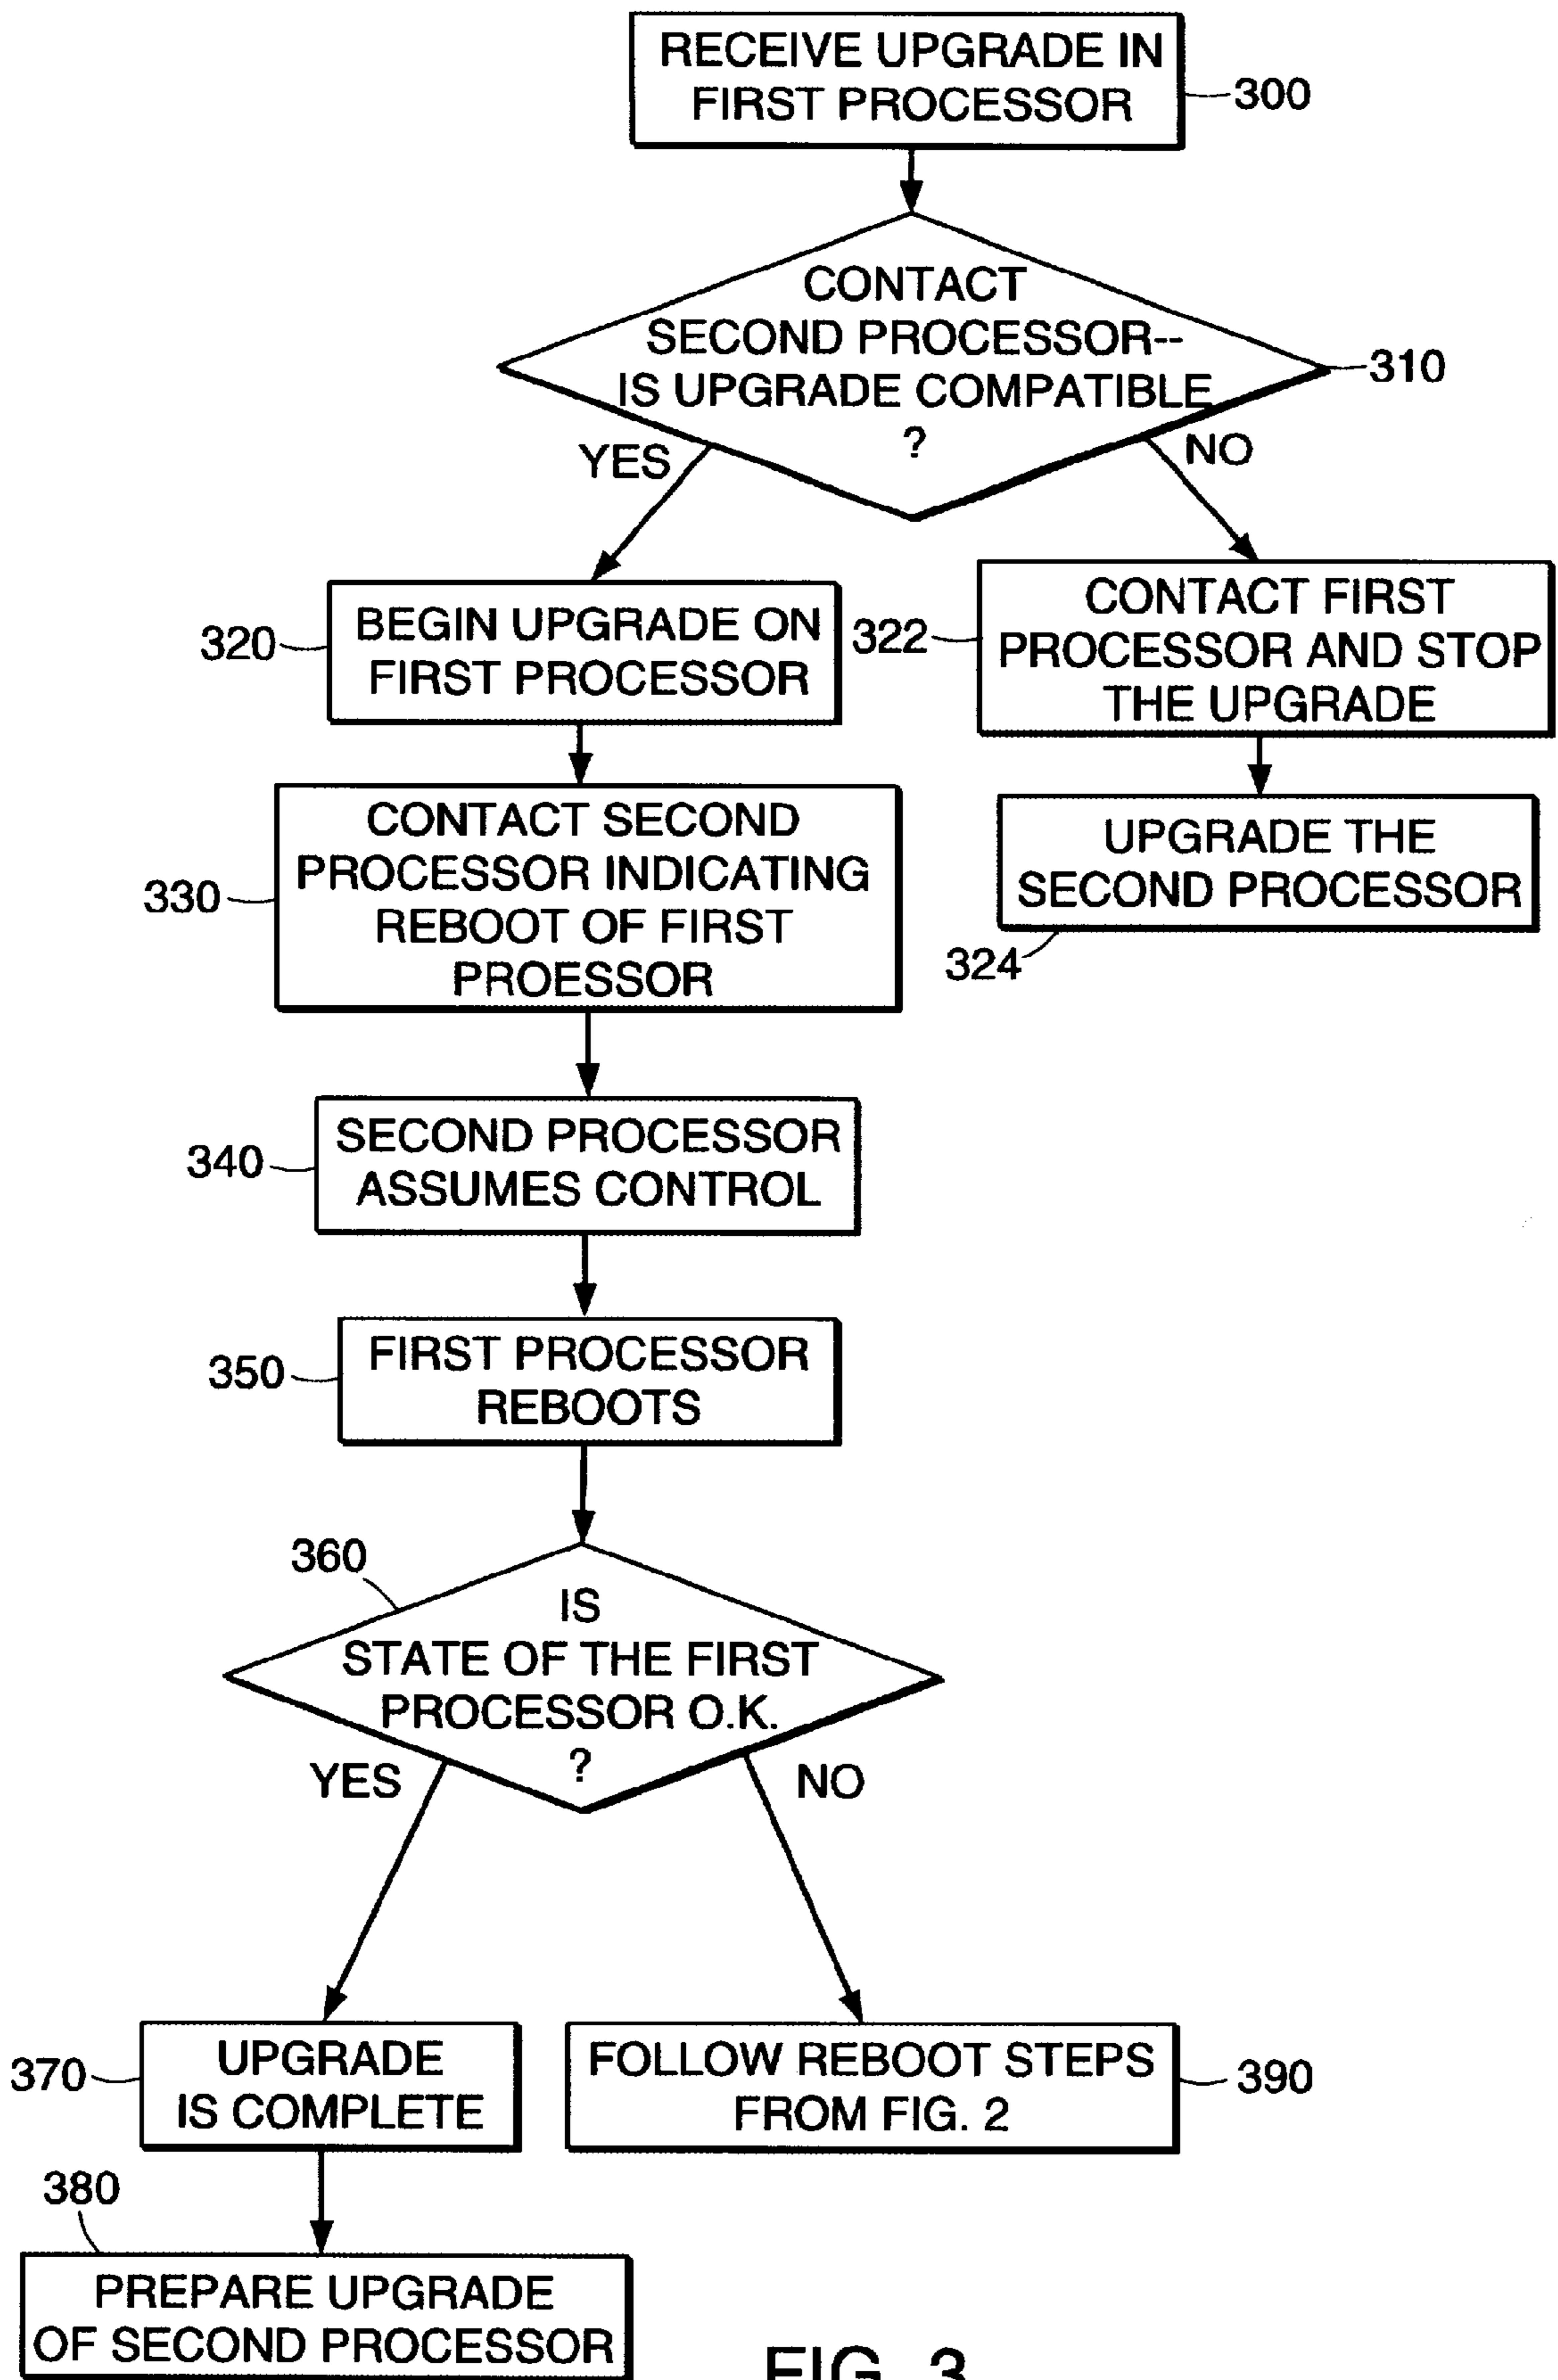 RECEIVE UPGRADE IN
FIRST PROCESSOR
300
CONTACT
SECOND PROCESSOR--
IS UPGRADE COMPATIBLE
?
310
YES
NO
320
BEGIN UPGRADE ON
FIRST PROCESSOR
322
CONTACT FIRST
PROCESSOR AND STOP
THE UPGRADE
330
CONTACT SECOND
PROCESSOR INDICATING
REBOOT OF FIRST
PROESSOR
UPGRADE THE
SECOND PROCESSOR
324
340
SECOND PROCESSOR
ASSUMES CONTROL
350
FIRST PROCESSOR
REBOOTS
360
IS
STATE OF THE FIRST
PROCESSOR O.K.
?
YES
NO
370
UPGRADE
IS COMPLETE
FOLLOW REBOOT STEPS
FROM FIG. 2
390
380
PREPARE UPGRADE
OF SECOND PROCESSOR
FIG. 3